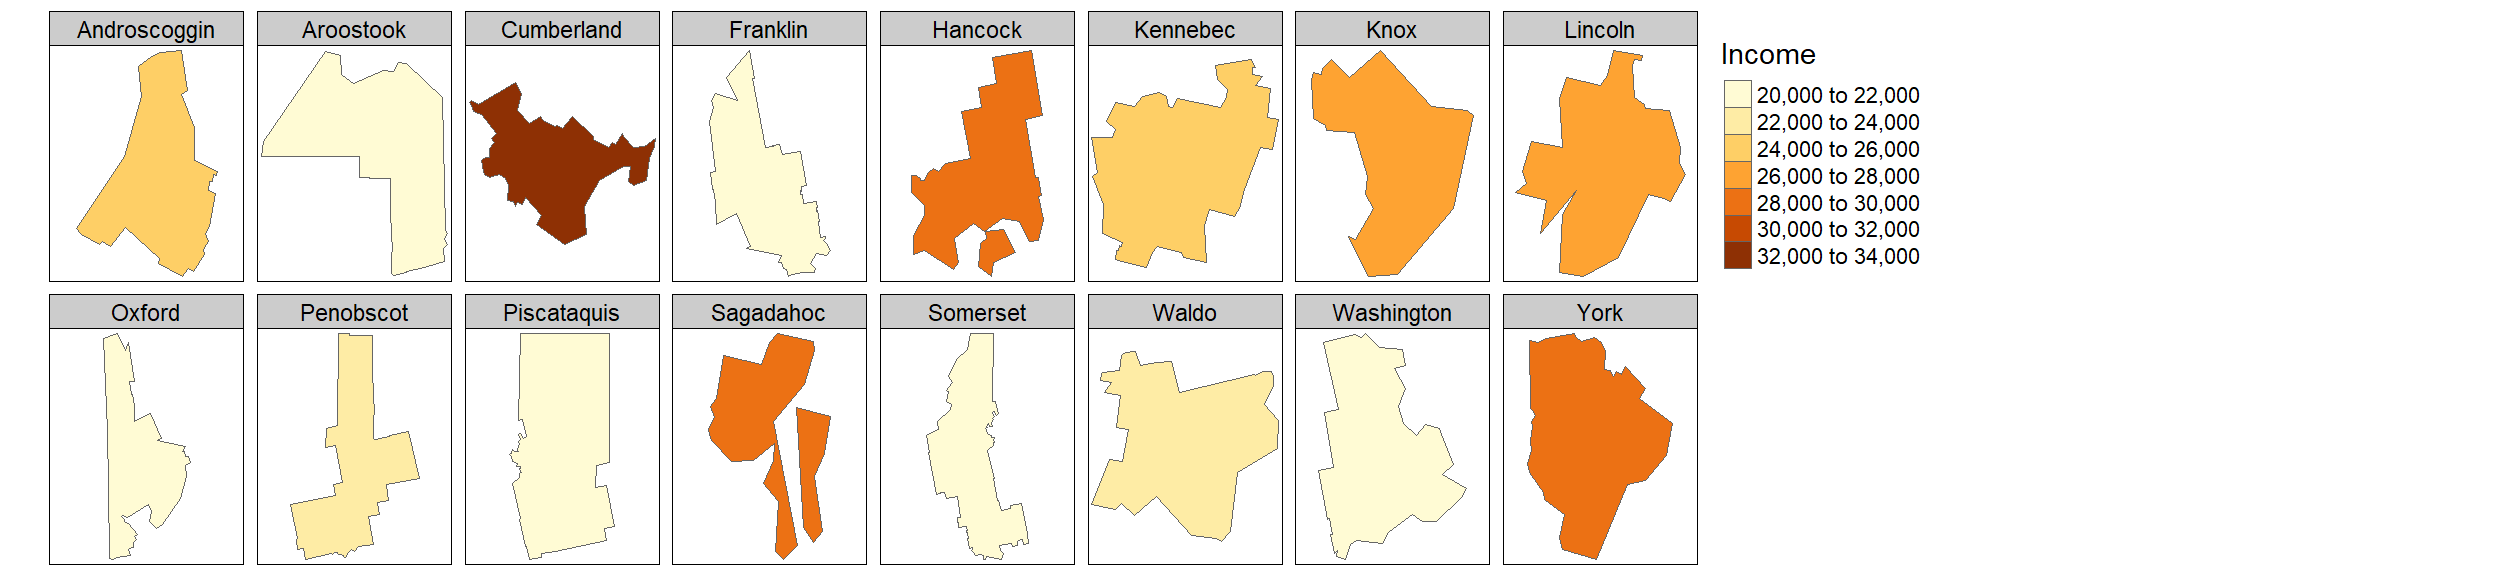 Androscoggin
Aroostook
Cumberland
Franklin
Hancock
Kennebec
Knox
Lincoln
Oxford
Penobscot
Piscataquis
Sagadahoc
Somerset
Waldo
Washington
York
Income
20,000 to 22,000
22,000 to 24,000
24,000 to 26,000
26,000 to 28,000
28,000 to 30,000
30,000 to 32,000
32,000 to 34,000